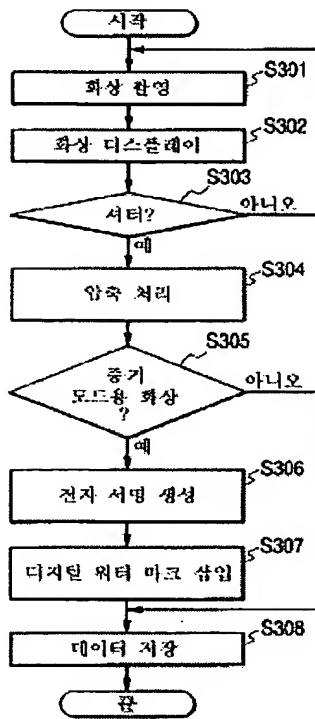 시작
화상 촬영
S301
화상 디스플레이
S302
셔터?
S303
아니오
예
압축 처리
S304
증거
모드용 화상
?
S305
아니오
예
전자 서명 생성
S306
디지털 워터 마크 삽입
S307
데이터 저장
S308
끝